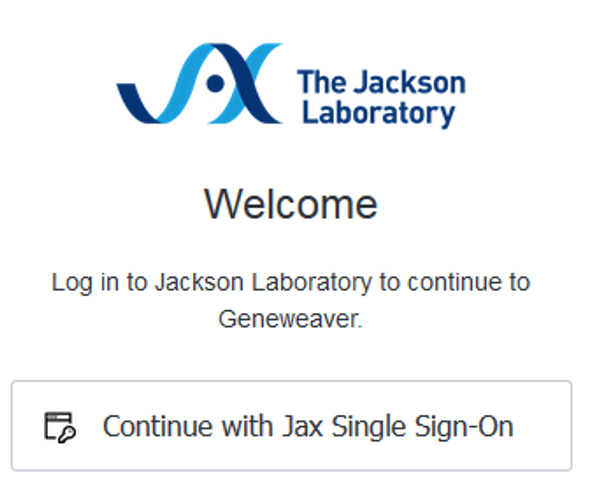 The Jackson
Laboratory
Welcome
Log in to Jackson Laboratory to continue to
Geneweaver.
Continue with Jax Single Sign-On